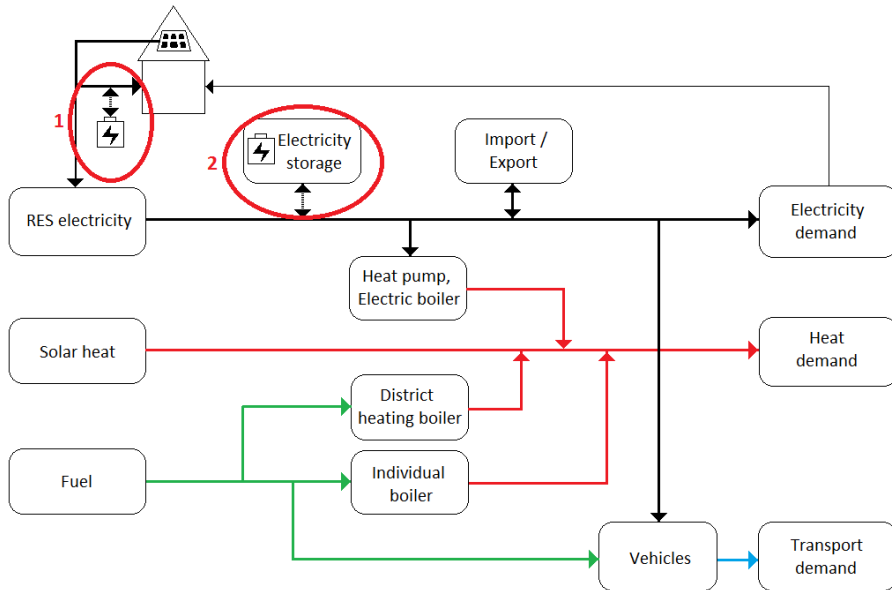 1
2
Electricity
storage
Import /
Export
RES electricity
Electricity
demand
Heat pump,
Electric boiler
Solar heat
Heat
demand
District
heating boiler
Fuel
Individual
boiler
Vehicles
Transport
demand